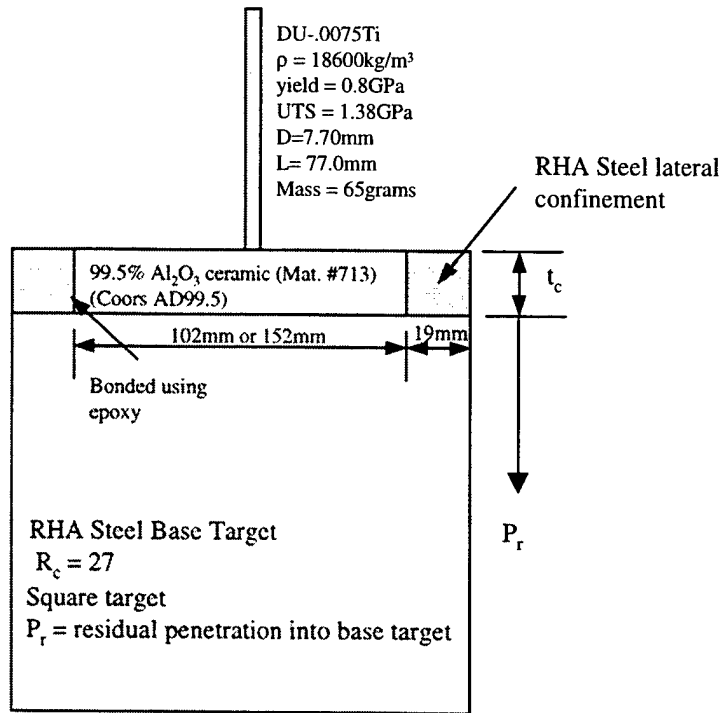 DU-.0075Ti
ρ = 18600kg/m³
yield = 0.8GPa
UTS = 1.38GPa
D=7.70mm
L= 77.0mm
Mass = 65grams
RHA Steel lateral
confinement
99.5% Al₂O₃ ceramic (Mat. #713)
(Coors AD99.5)
t_c
102mm or 152mm
19mm
Bonded using
epoxy
P_r
RHA Steel Base Target
R_c = 27
Square target
P_r = residual penetration into base target